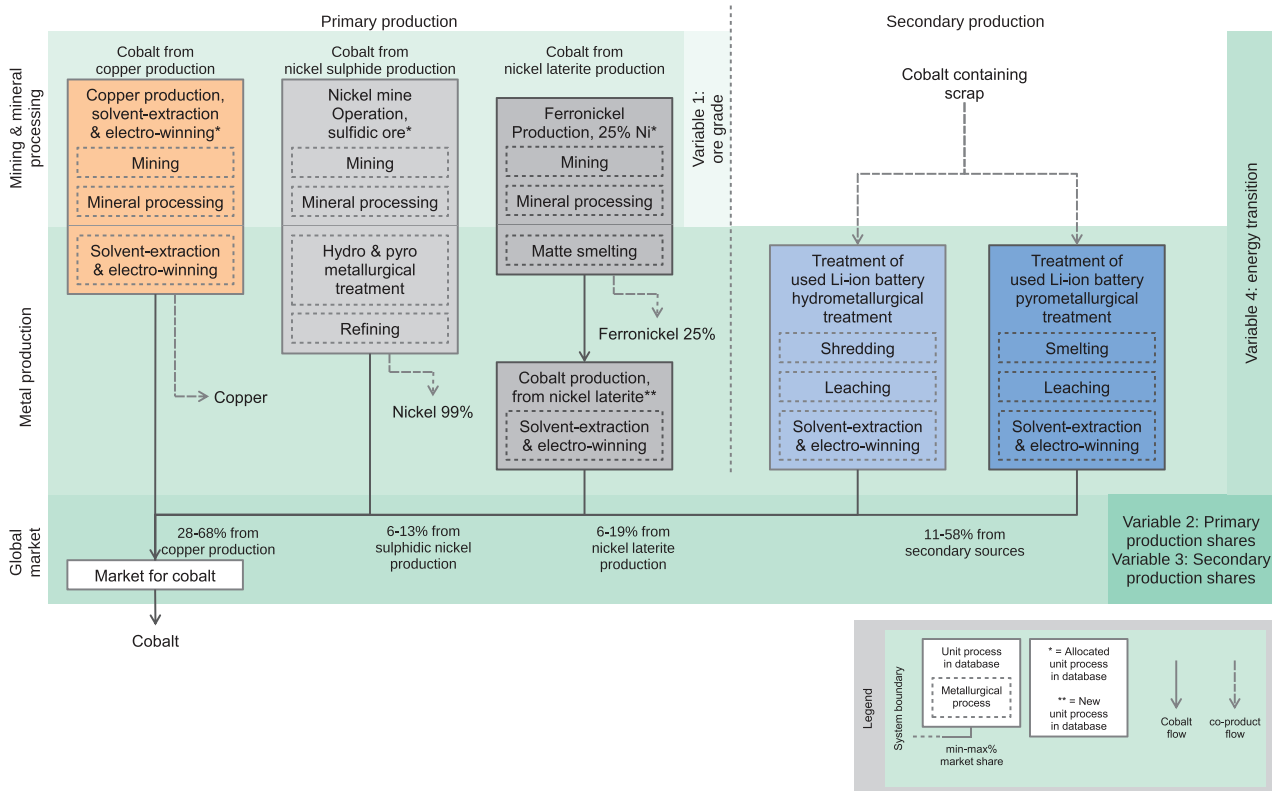 Primary production
Secondary production
Mining & mineral
processing
Cobalt from
copper production
Copper production,
solvent-extraction
& electro-winning*
Mining
Mineral processing
Solvent-extraction
& electro-winning
Copper
Cobalt from
nickel sulphide production
Nickel mine
Operation,
sulfidic ore*
Mining
Mineral processing
Hydro & pyro
metallurgical
treatment
Refining
Nickel 99%
Cobalt from
nickel laterite production
Ferronickel
Production, 25% Ni*
Mining
Mineral processing
Matte smelting
Ferronickel 25%
Cobalt production,
from nickel laterite**
Solvent-extraction
& electro-winning
Variable 1:
ore grade
Cobalt containing
scrap
Treatment of
used Li-ion battery
hydrometallurgical
treatment
Shredding
Leaching
Solvent-extraction
& electro-winning
Treatment of
used Li-ion battery
pyrometallurgical
treatment
Smelting
Leaching
Solvent-extraction
& electro-winning
Variable 4: energy transition
Metal production
Global
market
28-68% from
copper production
6-13% from
sulphidic nickel
production
6-19% from
nickel laterite
production
11-58% from
secondary sources
Variable 2: Primary
production shares
Variable 3: Secondary
production shares
Market for cobalt
Cobalt
Legend
System boundary
Unit process
in database
Metallurgical
process
min-max%
market share
* = Allocated
unit process
in database
** = New
unit process
in database
Cobalt
flow
co-product
flow